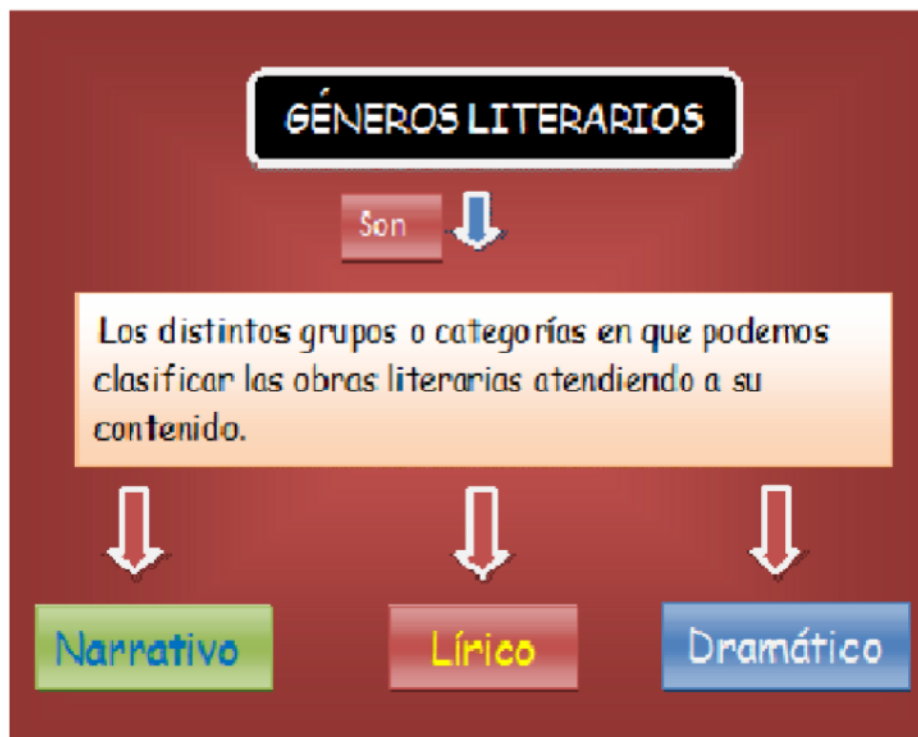 GÉNEROS LITERARIOS
Son
Los distintos grupos o categorías en que podemos
clasificar las obras literarias atendiendo a su
contenido.
Narrativo
Lírico
Dramático